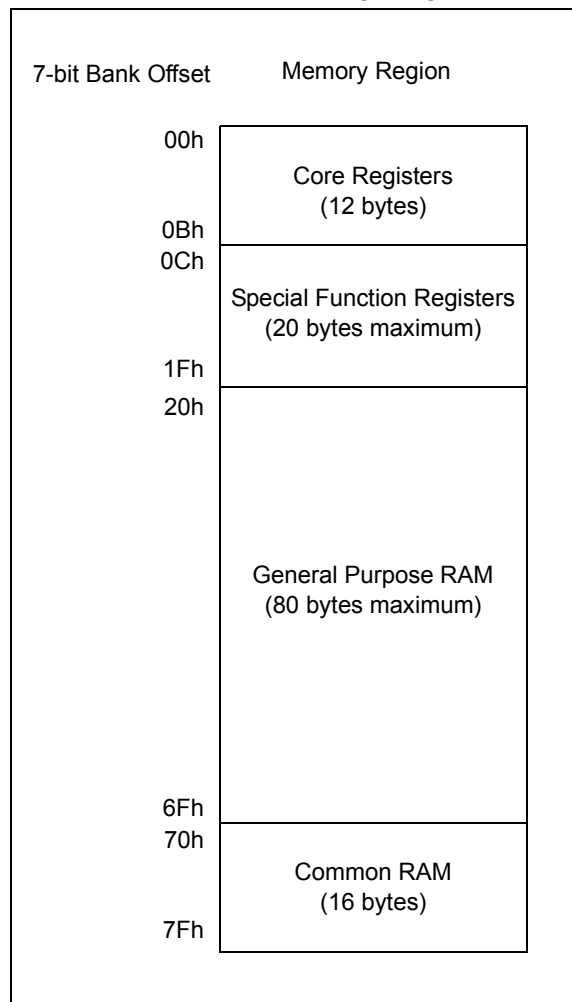 7-bit Bank Offset Memory Region
00h
Core Registers
(12 bytes)
0Bh
0Ch
Special Function Registers
(20 bytes maximum)
1Fh
20h
General Purpose RAM
(80 bytes maximum)
6Fh
70h
Common RAM
(16 bytes)
7Fh